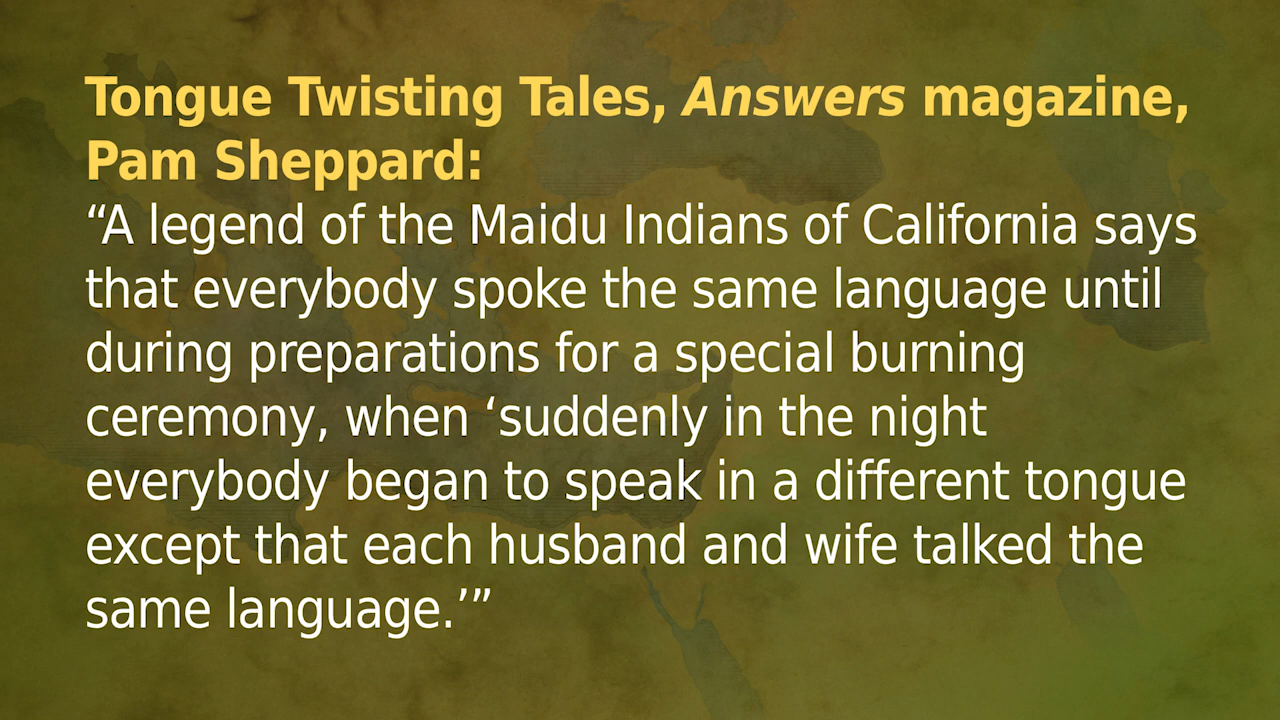 Tongue Twisting Tales, Answers magazine,
Pam Sheppard:
“A legend of the Maidu Indians of California says
that everybody spoke the same language until
during preparations for a special burning
ceremony, when ‘suddenly in the night
everybody began to speak in a different tongue
except that each husband and wife talked the
same language.’”